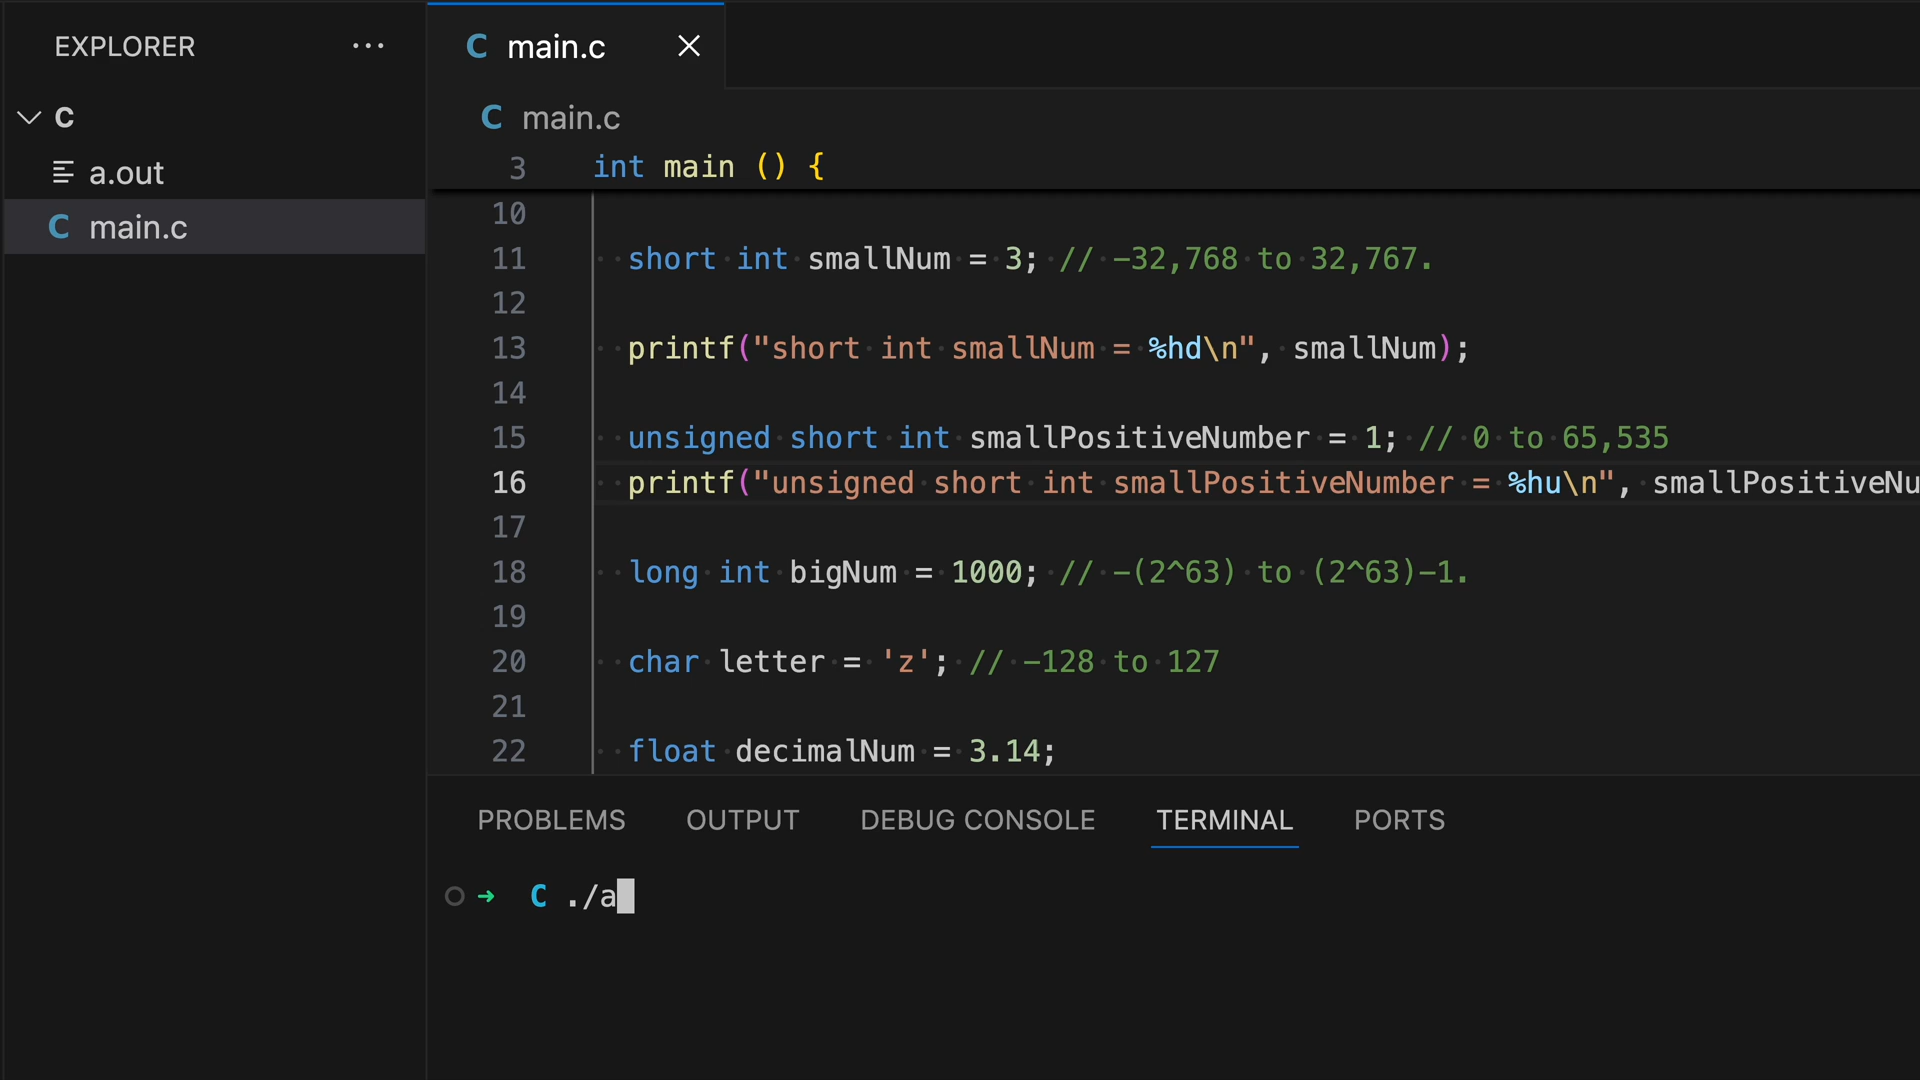 EXPLORER ...
C
a.out
C main.c
C main.c
C main.c
3 int main () {
10
11 short int smallNum = 3; // -32,768 to 32,767.
12
13 printf("short int smallNum = %hd\n", smallNum);
14
15 unsigned short int smallPositiveNumber = 1; // 0 to 65,535
16 printf("unsigned short int smallPositiveNumber = %hu\n", smallPositiveNu
17
18 long int bigNum = 1000; // -(2^63) to (2^63)-1.
19
20 char letter = 'z'; // -128 to 127
21
22 float decimalNum = 3.14;
PROBLEMS OUTPUT DEBUG CONSOLE TERMINAL PORTS
➜ C ./a